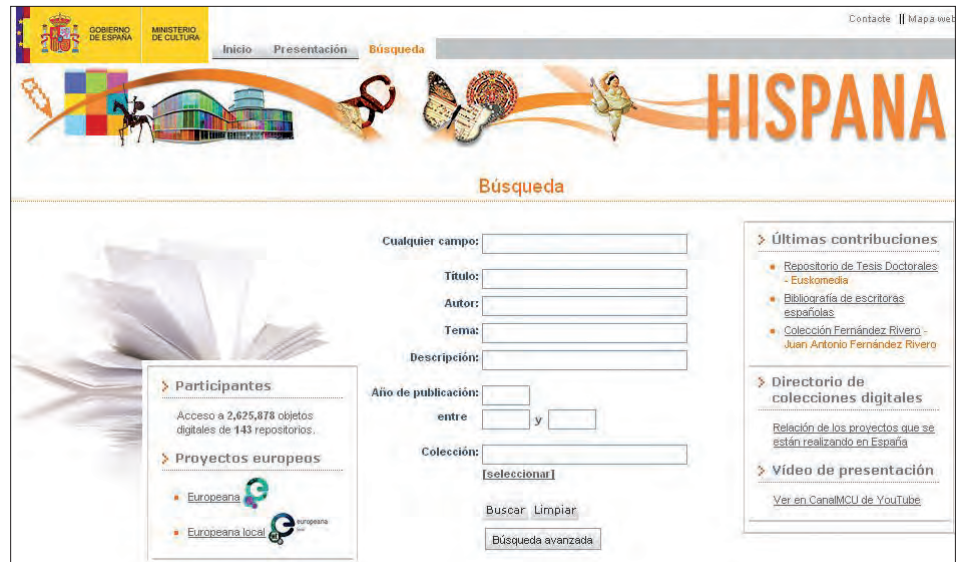 Contacte || Mapa web
GOBIERNO
DE ESPAÑA
MINISTERIO
DE CULTURA
Inicio Presentación Búsqueda
HISPANA
Búsqueda
Cualquier campo:
Título:
Autor:
Tema:
Descripción:
Año de publicación:
entre y
Colección:
[seleccionar]
Buscar Limpiar
Búsqueda avanzada
Participantes
Acceso a 2,625,878 objetos
digitales de 143 repositorios.
Proyectos europeos
Europeana
Europeana local
europeana
Últimas contribuciones
Repositorio de Tesis Doctorales
- Euskomedia
Bibliografía de escritoras
españolas
Colección Fernández Rivero -
Juan Antonio Fernández Rivero
Directorio de
colecciones digitales
Relación de los proyectos que se
están realizando en España
Vídeo de presentación
Ver en CanalMCU de YouTube